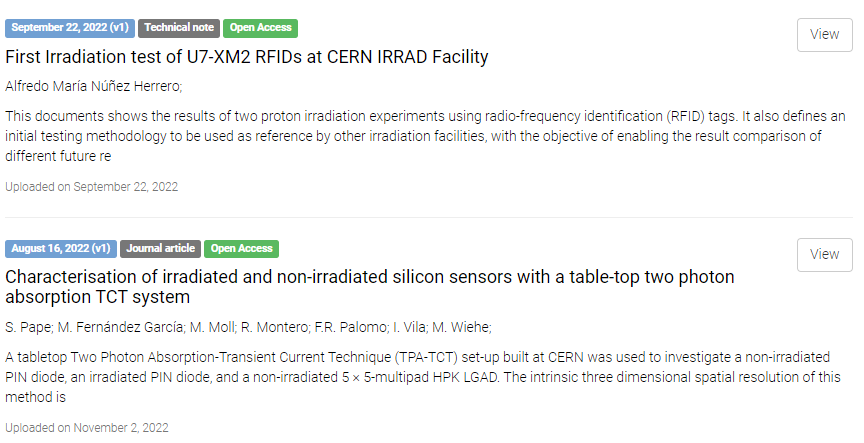 September 22, 2022 (v1) Technical note Open Access View
First Irradiation test of U7-XM2 RFIDs at CERN IRRAD Facility
Alfredo María Núñez Herrero;
This documents shows the results of two proton irradiation experiments using radio-frequency identification (RFID) tags. It also defines an
initial testing methodology to be used as reference by other irradiation facilities, with the objective of enabling the result comparison of
different future re
Uploaded on September 22, 2022
August 16, 2022 (v1) Journal article Open Access View
Characterisation of irradiated and non-irradiated silicon sensors with a table-top two photon
absorption TCT system
S. Pape; M. Fernández García; M. Moll; R. Montero; F.R. Palomo; I. Vila; M. Wiehe;
A tabletop Two Photon Absorption-Transient Current Technique (TPA-TCT) set-up built at CERN was used to investigate a non-irradiated
PIN diode, an irradiated PIN diode, and a non-irradiated 5 × 5-multipad HPK LGAD. The intrinsic three dimensional spatial resolution of this
method is
Uploaded on November 2, 2022